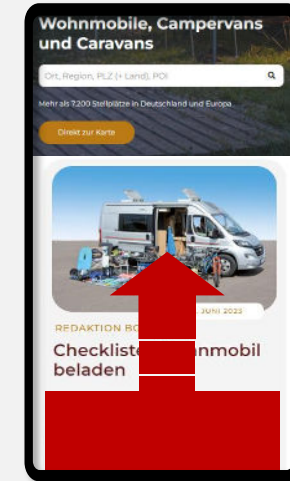 Wohnmobile, Campervans
und Caravans
Ort, Region, PLZ (+ Land), POI
Mehr als 7.200 Stellplätze in Deutschland und Europa
Direkt zur Karte
JUNI 2023
REDAKTION
Checkliste
beladen